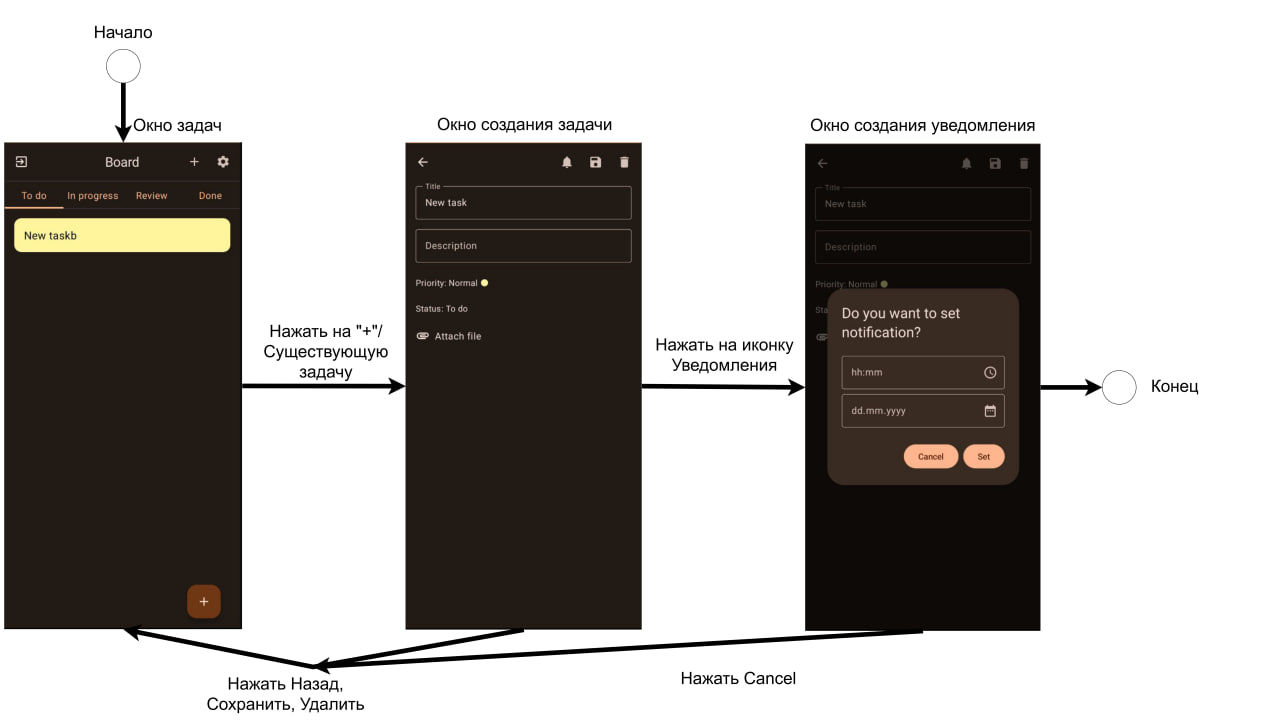 Начало
Окно задач
Board
To do
In progress
Review
Done
New taskb
+
Нажать на "+"/
Существующую
задачу
Окно создания задачи
Title
New task
Description
Priority: Normal
Status: To do
Attach file
Нажать на иконку
Уведомления
Окно создания уведомления
Title
New task
Description
Priority: Normal
Sta
Do you want to set
notification?
hh:mm
dd.mm.yyyy
Cancel
Set
Конец
Нажать Назад,
Сохранить, Удалить
Нажать Cancel